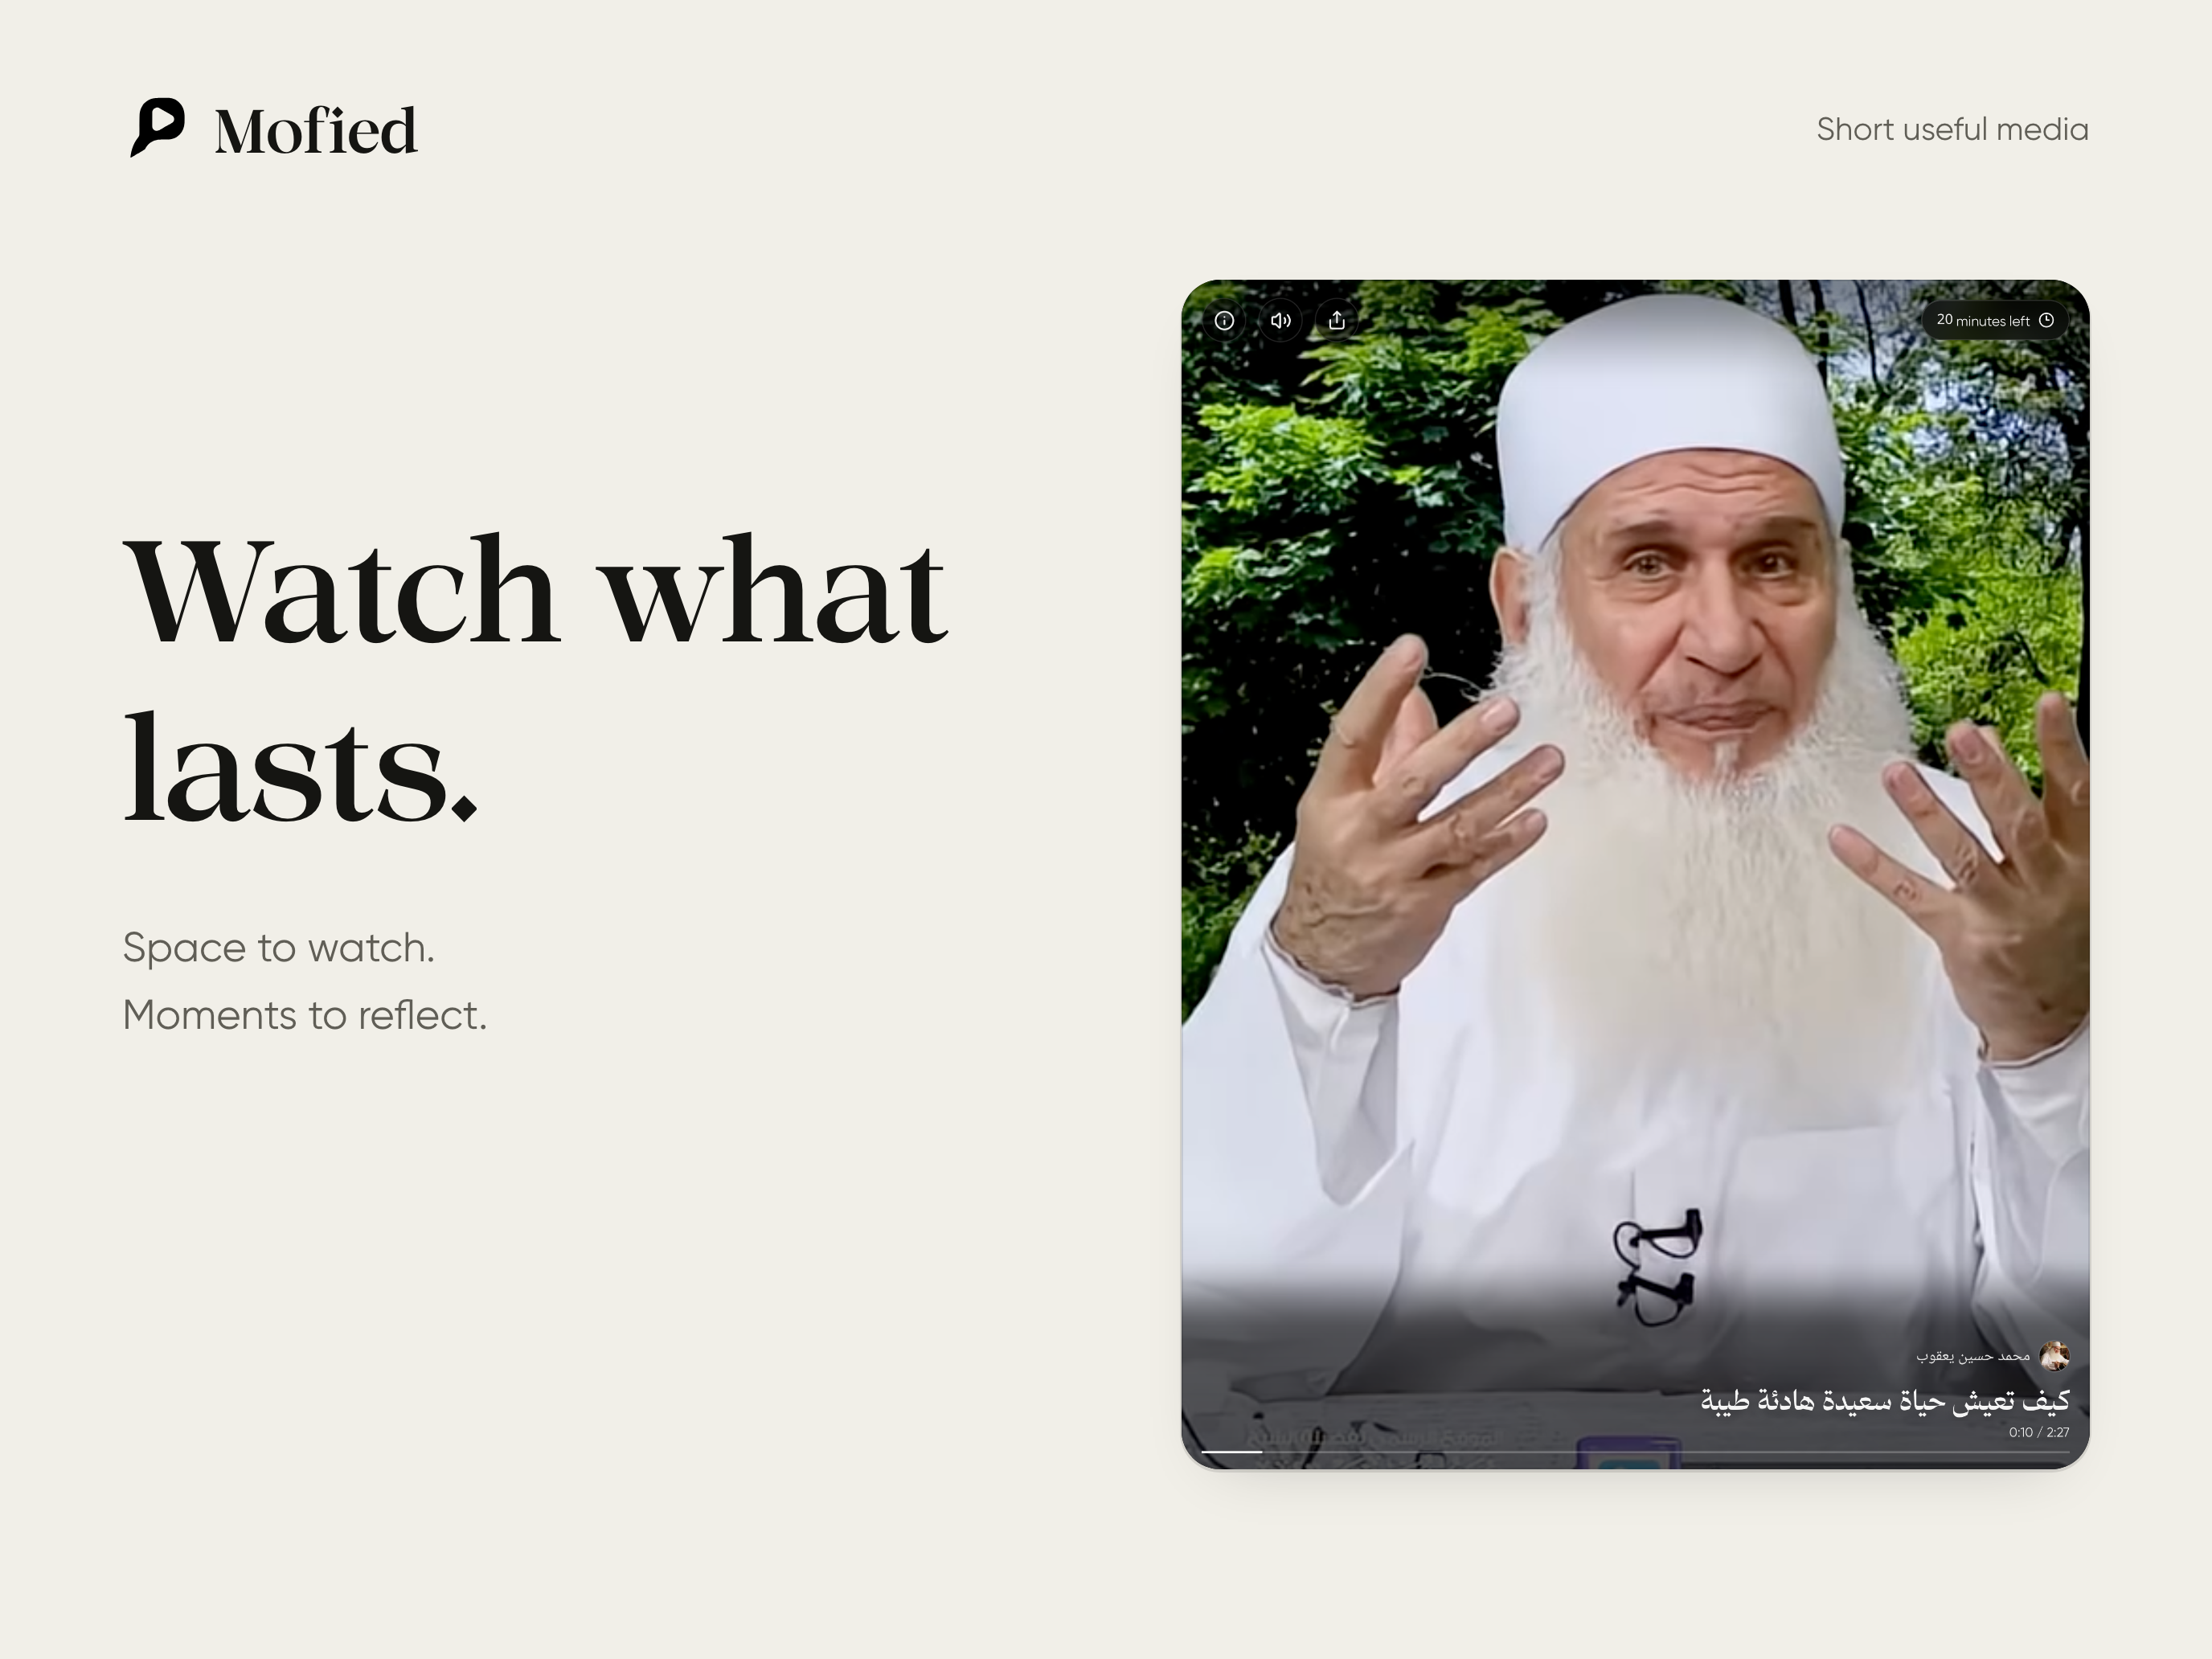 Mofied
Short useful media
Watch what
lasts.
Space to watch.
Moments to reflect.
20 minutes left
محمد حسين يعقوب
كيف تعيش حياة سعيدة هادئة طيبة
0:10 / 2:27